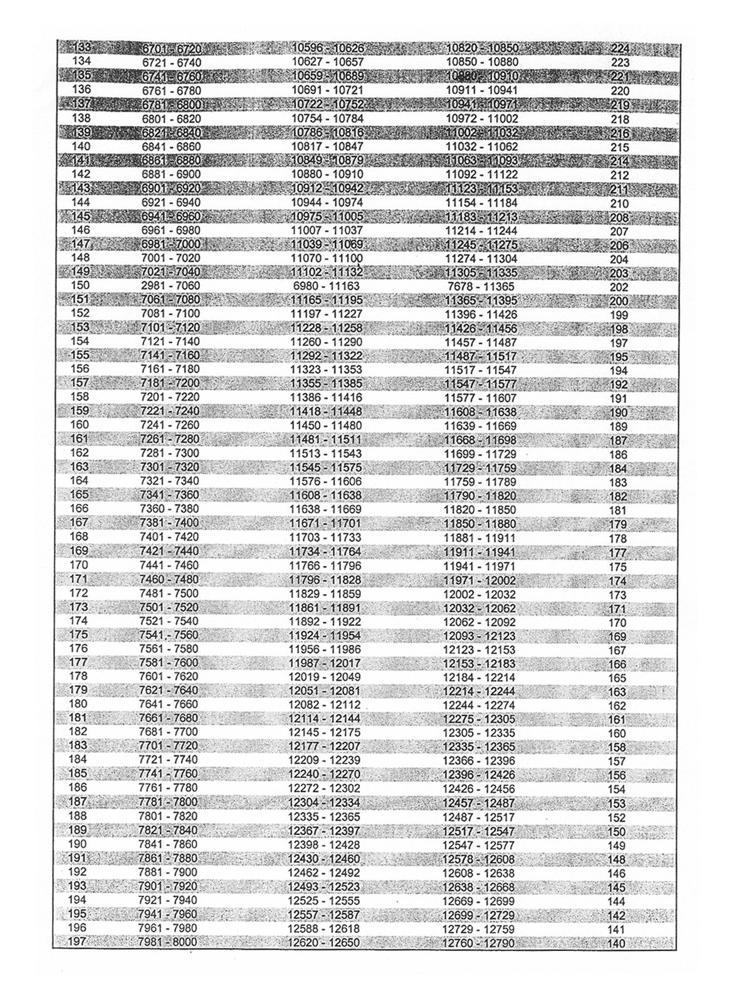 133 6701 - 6720 10596 - 10626 10820 - 10850 224
134 6721 - 6740 10627 - 10657 10850 - 10880 223
135 6741 - 6760 10659 - 10689 10880 - 10910 221
136 6761 - 6780 10691 - 10721 10911 - 10941 220
137 6781 - 6800 10722 - 10752 10941 - 10971 219
138 6801 - 6820 10754 - 10784 10972 - 11002 218
139 6821 - 6840 10786 - 10816 11002 - 11032 216
140 6841 - 6860 10817 - 10847 11032 - 11062 215
141 6861 - 6880 10849 - 10879 11063 - 11093 214
142 6881 - 6900 10880 - 10910 11092 - 11122 212
143 6901 - 6920 10912 - 10942 11123 - 11153 211
144 6921 - 6940 10944 - 10974 11154 - 11184 210
145 6941 - 6960 10975 - 11005 11183 - 11213 208
146 6961 - 6980 11007 - 11037 11214 - 11244 207
147 6981 - 7000 11039 - 11069 11245 - 11275 206
148 7001 - 7020 11070 - 11100 11274 - 11304 204
149 7021 - 7040 11102 - 11132 11305 - 11335 203
150 2981 - 7060 6980 - 11163 7678 - 11365 202
151 7061 - 7080 11165 - 11195 11365 - 11395 200
152 7081 - 7100 11197 - 11227 11396 - 11426 199
153 7101 - 7120 11228 - 11258 11426 - 11456 198
154 7121 - 7140 11260 - 11290 11457 - 11487 197
155 7141 - 7160 11292 - 11322 11487 - 11517 195
156 7161 - 7180 11323 - 11353 11517 - 11547 194
157 7181 - 7200 11355 - 11385 11547 - 11577 192
158 7201 - 7220 11386 - 11416 11577 - 11607 191
159 7221 - 7240 11418 - 11448 11608 - 11638 190
160 7241 - 7260 11450 - 11480 11639 - 11669 189
161 7261 - 7280 11481 - 11511 11668 - 11698 187
162 7281 - 7300 11513 - 11543 11699 - 11729 186
163 7301 - 7320 11545 - 11575 11729 - 11759 184
164 7321 - 7340 11576 - 11606 11759 - 11789 183
165 7341 - 7360 11608 - 11638 11790 - 11820 182
166 7360 - 7380 11638 - 11669 11820 - 11850 181
167 7381 - 7400 11671 - 11701 11850 - 11880 179
168 7401 - 7420 11703 - 11733 11881 - 11911 178
169 7421 - 7440 11734 - 11764 11911 - 11941 177
170 7441 - 7460 11766 - 11796 11941 - 11971 175
171 7460 - 7480 11796 - 11828 11971 - 12002 174
172 7481 - 7500 11829 - 11859 12002 - 12032 173
173 7501 - 7520 11861 - 11891 12032 - 12062 171
174 7521 - 7540 11892 - 11922 12062 - 12092 170
175 7541 - 7560 11924 - 11954 12093 - 12123 169
176 7561 - 7580 11956 - 11986 12123 - 12153 167
177 7581 - 7600 11987 - 12017 12153 - 12183 166
178 7601 - 7620 12019 - 12049 12184 - 12214 165
179 7621 - 7640 12051 - 12081 12214 - 12244 163
180 7641 - 7660 12082 - 12112 12244 - 12274 162
181 7661 - 7680 12114 - 12144 12275 - 12305 161
182 7681 - 7700 12145 - 12175 12305 - 12335 160
183 7701 - 7720 12177 - 12207 12335 - 12365 158
184 7721 - 7740 12209 - 12239 12366 - 12396 157
185 7741 - 7760 12240 - 12270 12396 - 12426 156
186 7761 - 7780 12272 - 12302 12426 - 12456 154
187 7781 - 7800 12304 - 12334 12457 - 12487 153
188 7801 - 7820 12335 - 12365 12487 - 12517 152
189 7821 - 7840 12367 - 12397 12517 - 12547 150
190 7841 - 7860 12398 - 12428 12547 - 12577 149
191 7861 - 7880 12430 - 12460 12578 - 12608 148
192 7881 - 7900 12462 - 12492 12608 - 12638 146
193 7901 - 7920 12493 - 12523 12638 - 12668 145
194 7921 - 7940 12525 - 12555 12669 - 12699 144
195 7941 - 7960 12557 - 12587 12699 - 12729 142
196 7961 - 7980 12588 - 12618 12729 - 12759 141
197 7981 - 8000 12620 - 12650 12760 - 12790 140